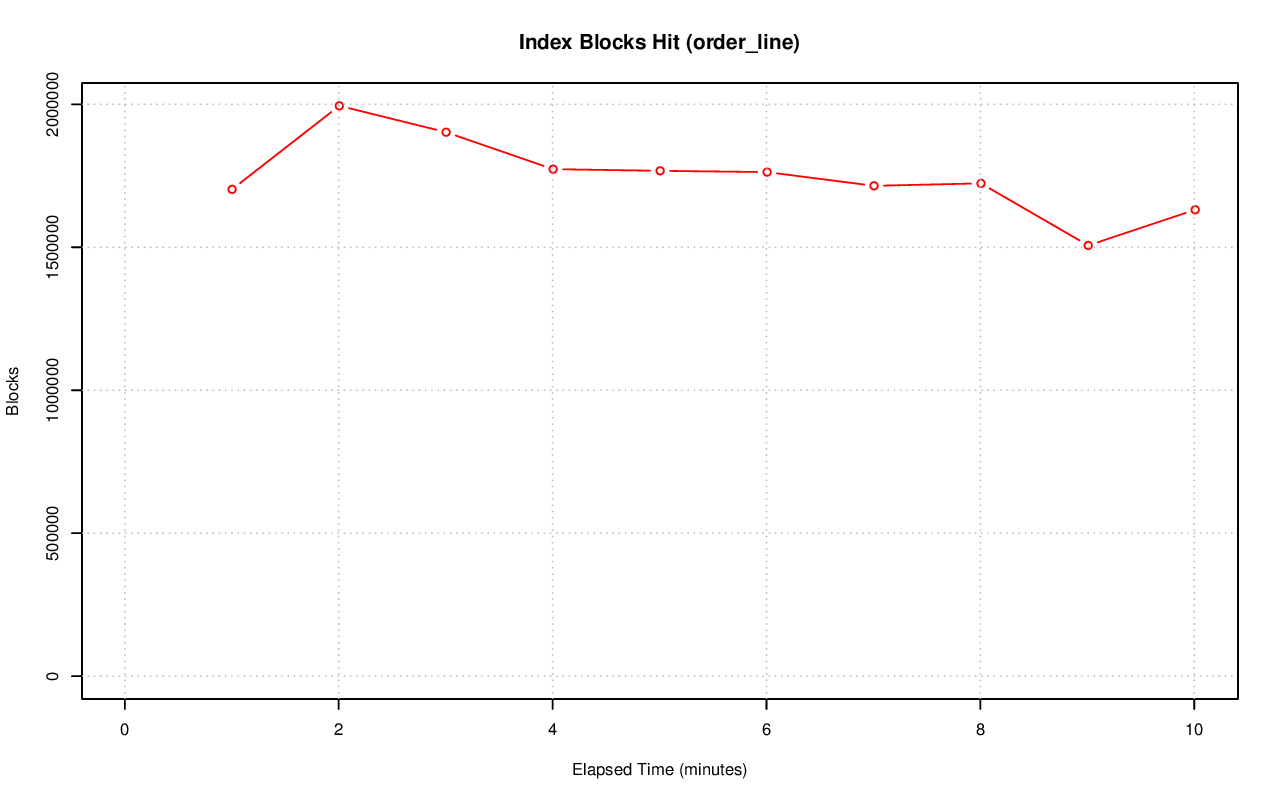 Index Blocks Hit (order_line)
2000000
1500000
1000000
500000
0
Blocks
0 2 4 6 8 10
Elapsed Time (minutes)